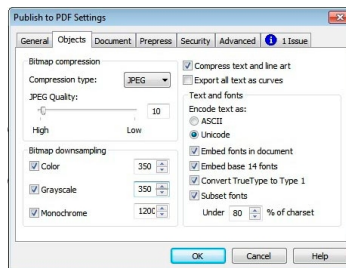 Publish to PDF Settings
General Objects Document Prepress Security Advanced 1 Issue
Bitmap compression
Compression type: JPEG
JPEG Quality:
10
High Low
Bitmap downsampling
Color 350
Grayscale 350
Monochrome 1200
Compress text and line art
Export all text as curves
Text and fonts
Encode text as:
ASCII
Unicode
Embed fonts in document
Embed base 14 fonts
Convert TrueType to Type 1
Subset fonts
Under 80 % of charset
OK Cancel Help